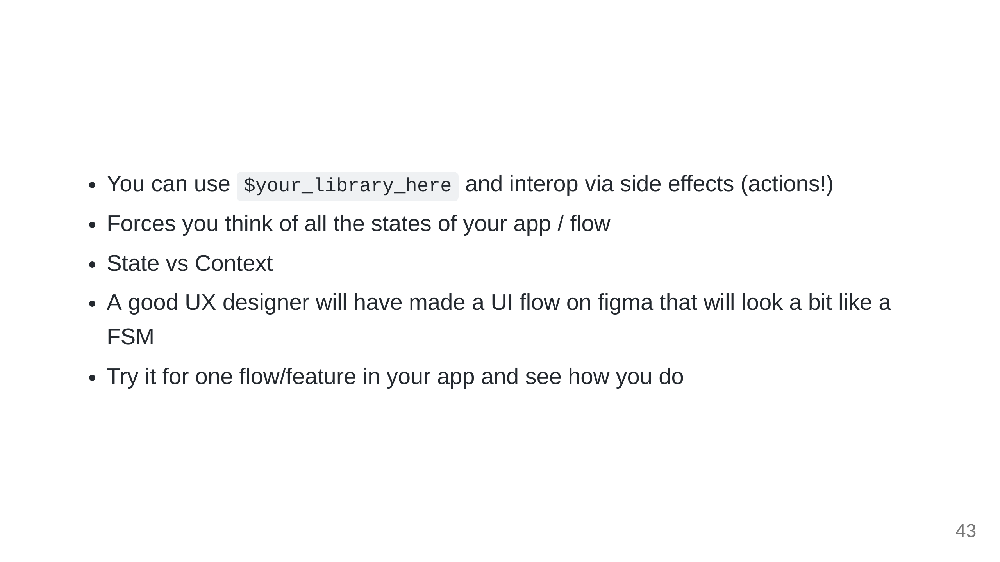 • You can use $your_library_here and interop via side effects (actions!)
• Forces you think of all the states of your app / flow
• State vs Context
• A good UX designer will have made a UI flow on figma that will look a bit like a
FSM
• Try it for one flow/feature in your app and see how you do
43